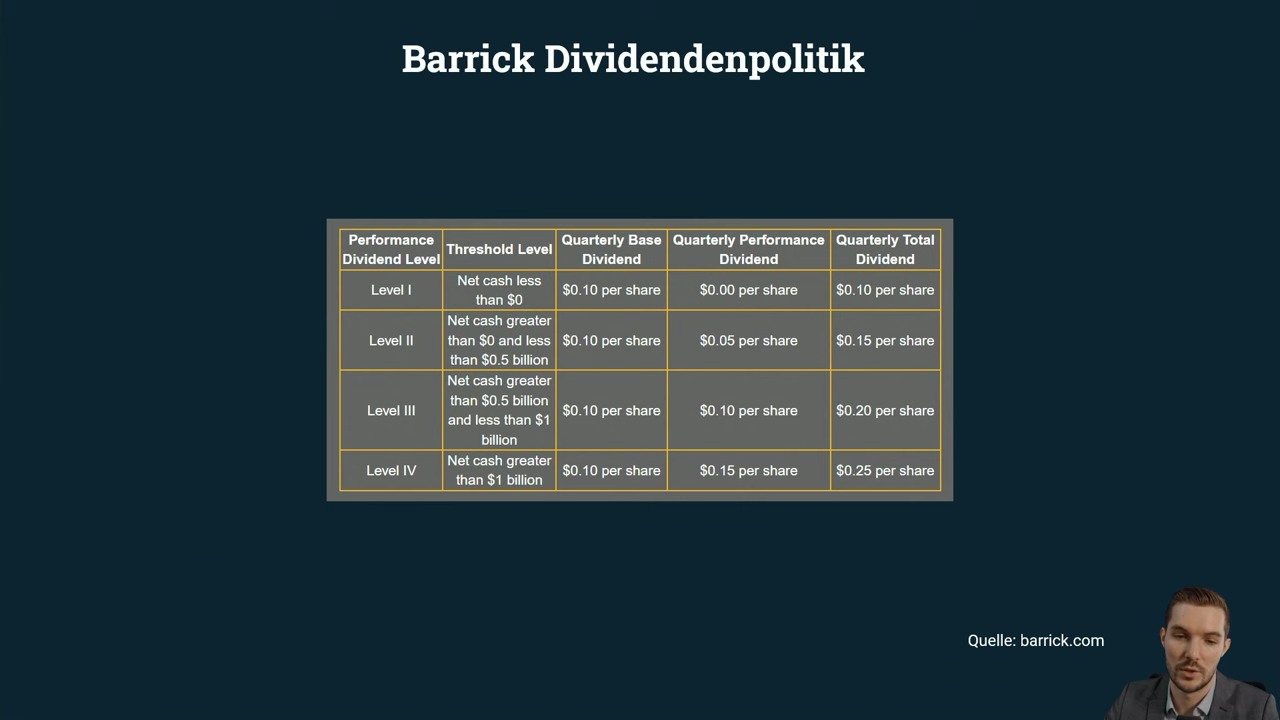 Barrick Dividendenpolitik
Performance Dividend Level
Threshold Level
Quarterly Base Dividend
Quarterly Performance Dividend
Quarterly Total Dividend
Level I
Net cash less than $0
$0.10 per share
$0.00 per share
$0.10 per share
Level II
Net cash greater than $0 and less than $0.5 billion
$0.10 per share
$0.05 per share
$0.15 per share
Level III
Net cash greater than $0.5 billion and less than $1 billion
$0.10 per share
$0.10 per share
$0.20 per share
Level IV
Net cash greater than $1 billion
$0.10 per share
$0.15 per share
$0.25 per share
Quelle: barrick.com